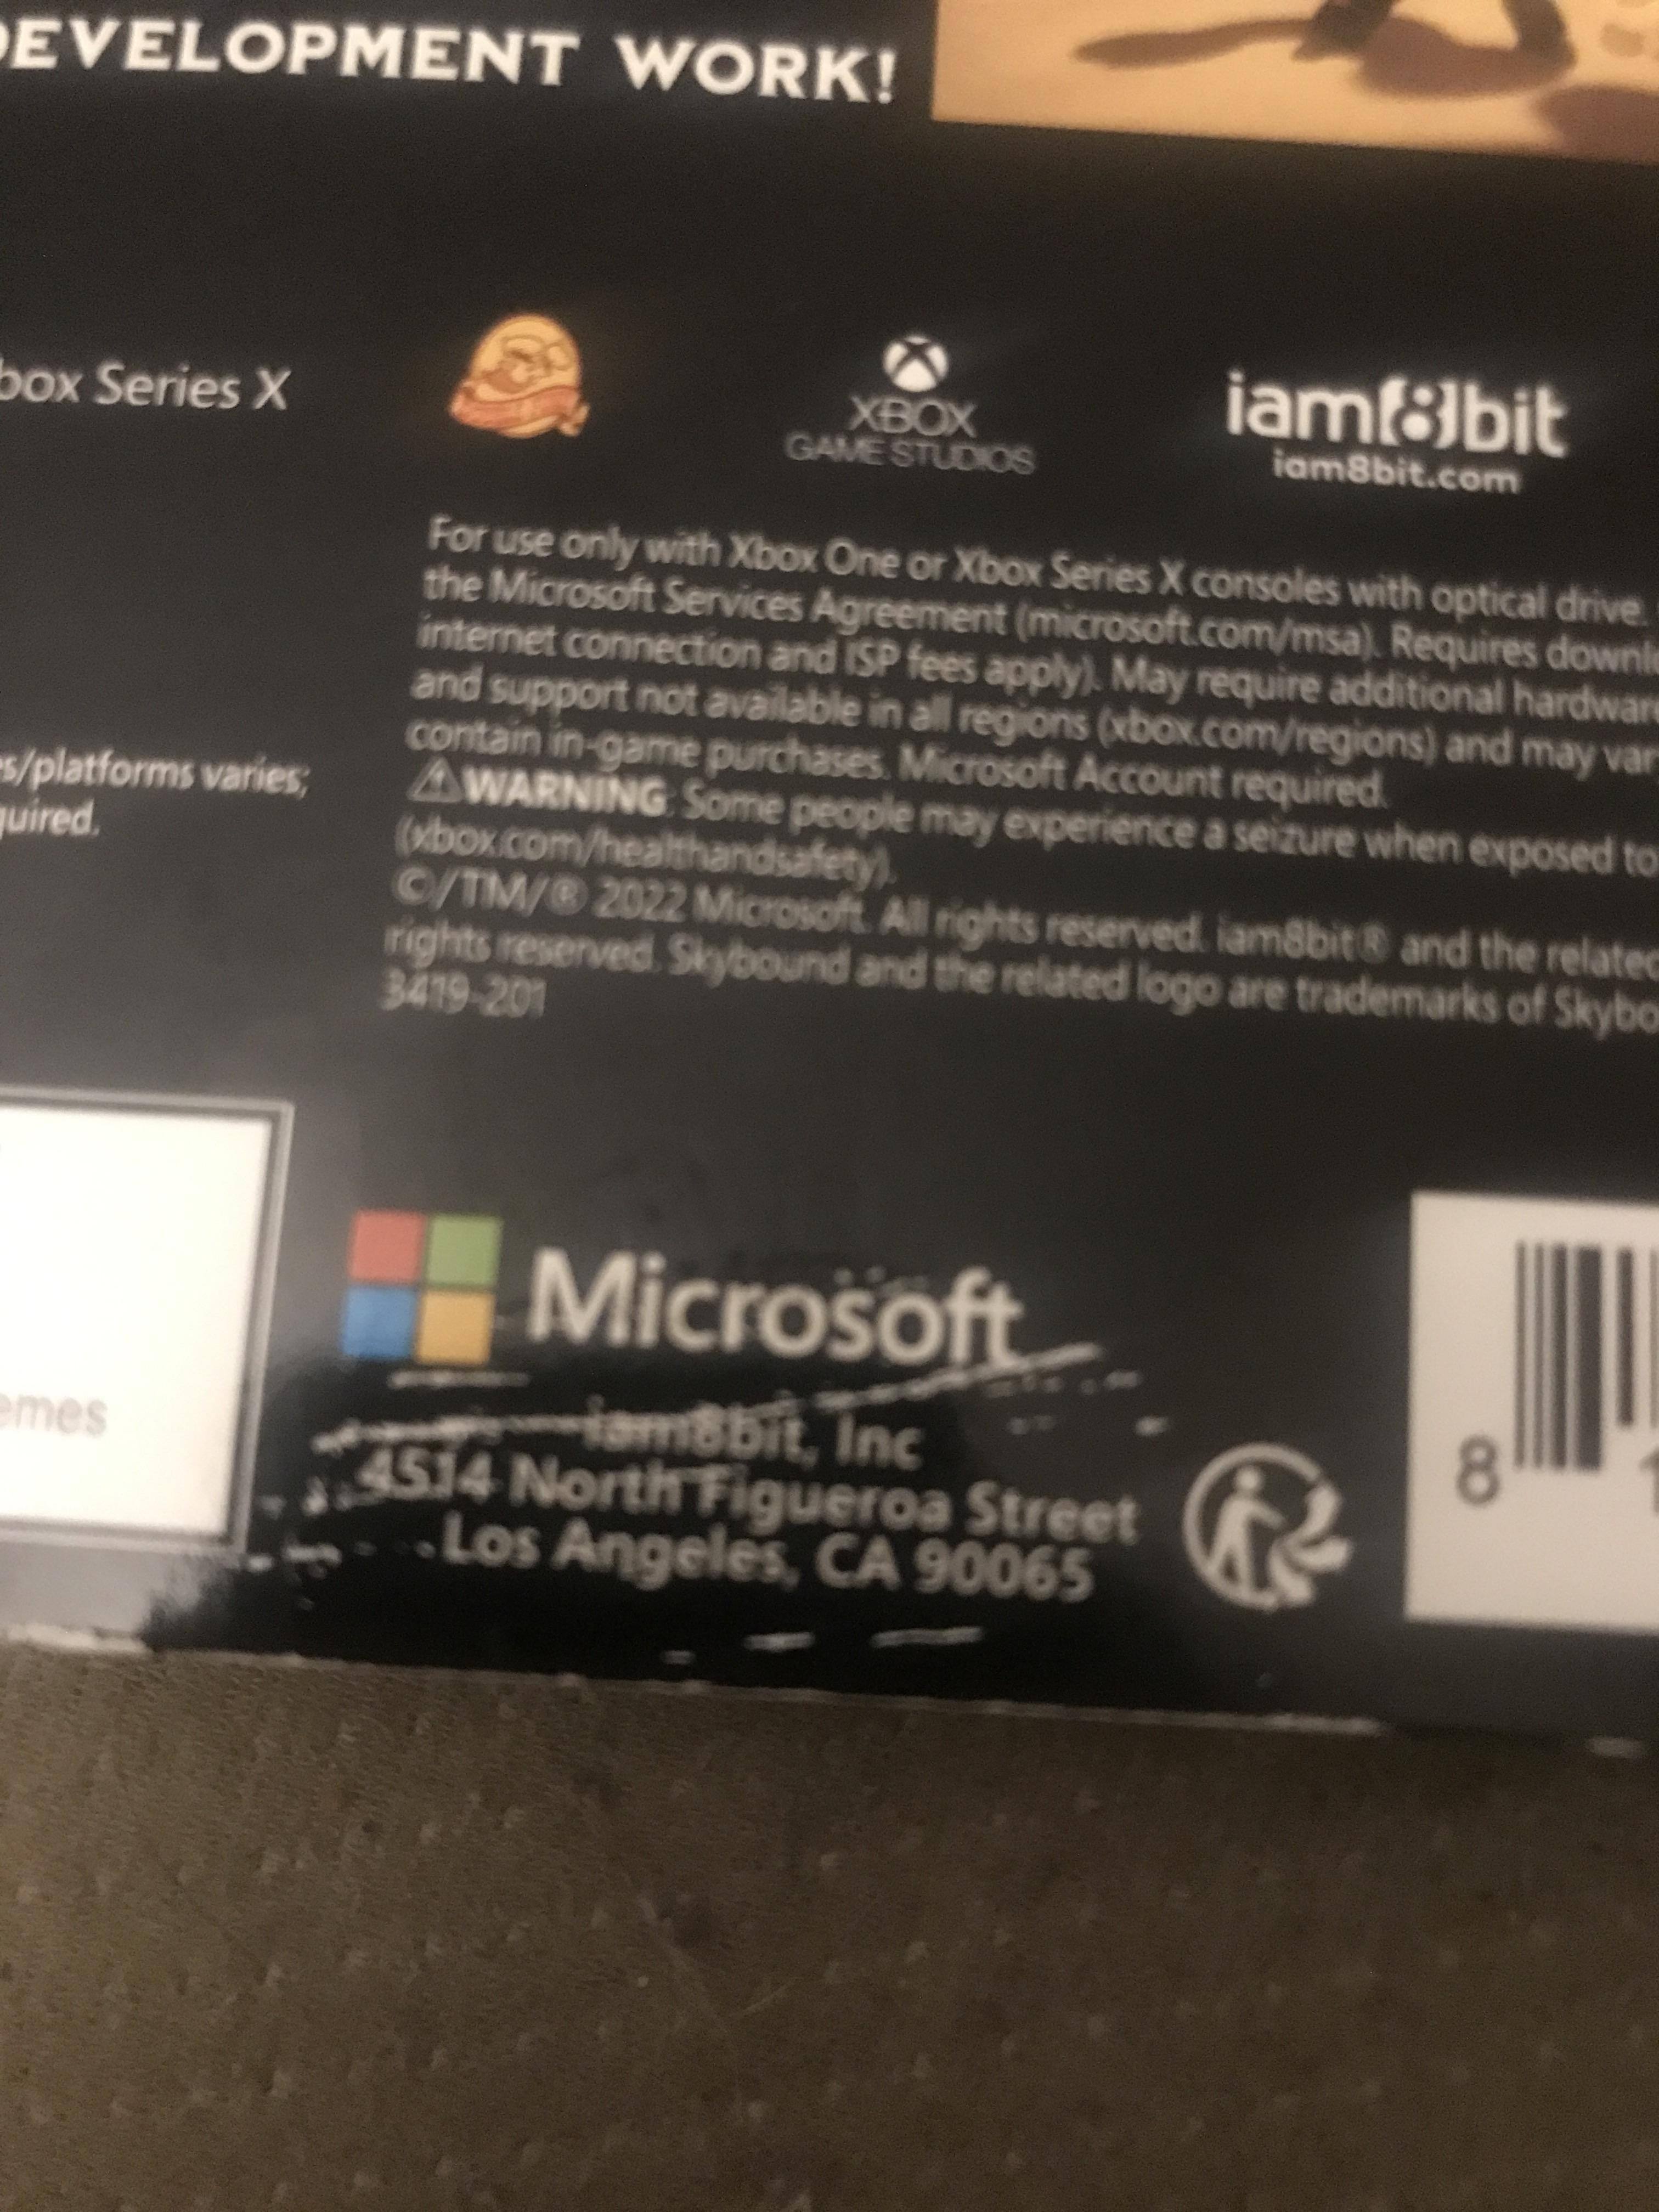 DEVELOPMENT WORK!
box Series X
XBOX
GAME STUDIOS
iam8bit
iam8bit.com
For use only with Xbox One or Xbox Series X consoles with optical drive.
the Microsoft Services Agreement (microsoft.com/msa). Requires downl
internet connection and ISP fees apply). May require additional hardware
and support not available in all regions (xbox.com/regions) and may var
contain in-game purchases. Microsoft Account required.
⚠WARNING: Some people may experience a seizure when exposed to
(xbox.com/healthandsafety).
©/TM/® 2022 Microsoft. All rights reserved. iam8bit® and the related
rights reserved. Skybound and the related logo are trademarks of Skybo
3419-201
s/platforms varies;
quired.
emes
Microsoft
iam8bit, Inc
4514 North Figueroa Street
Los Angeles, CA 90065
8